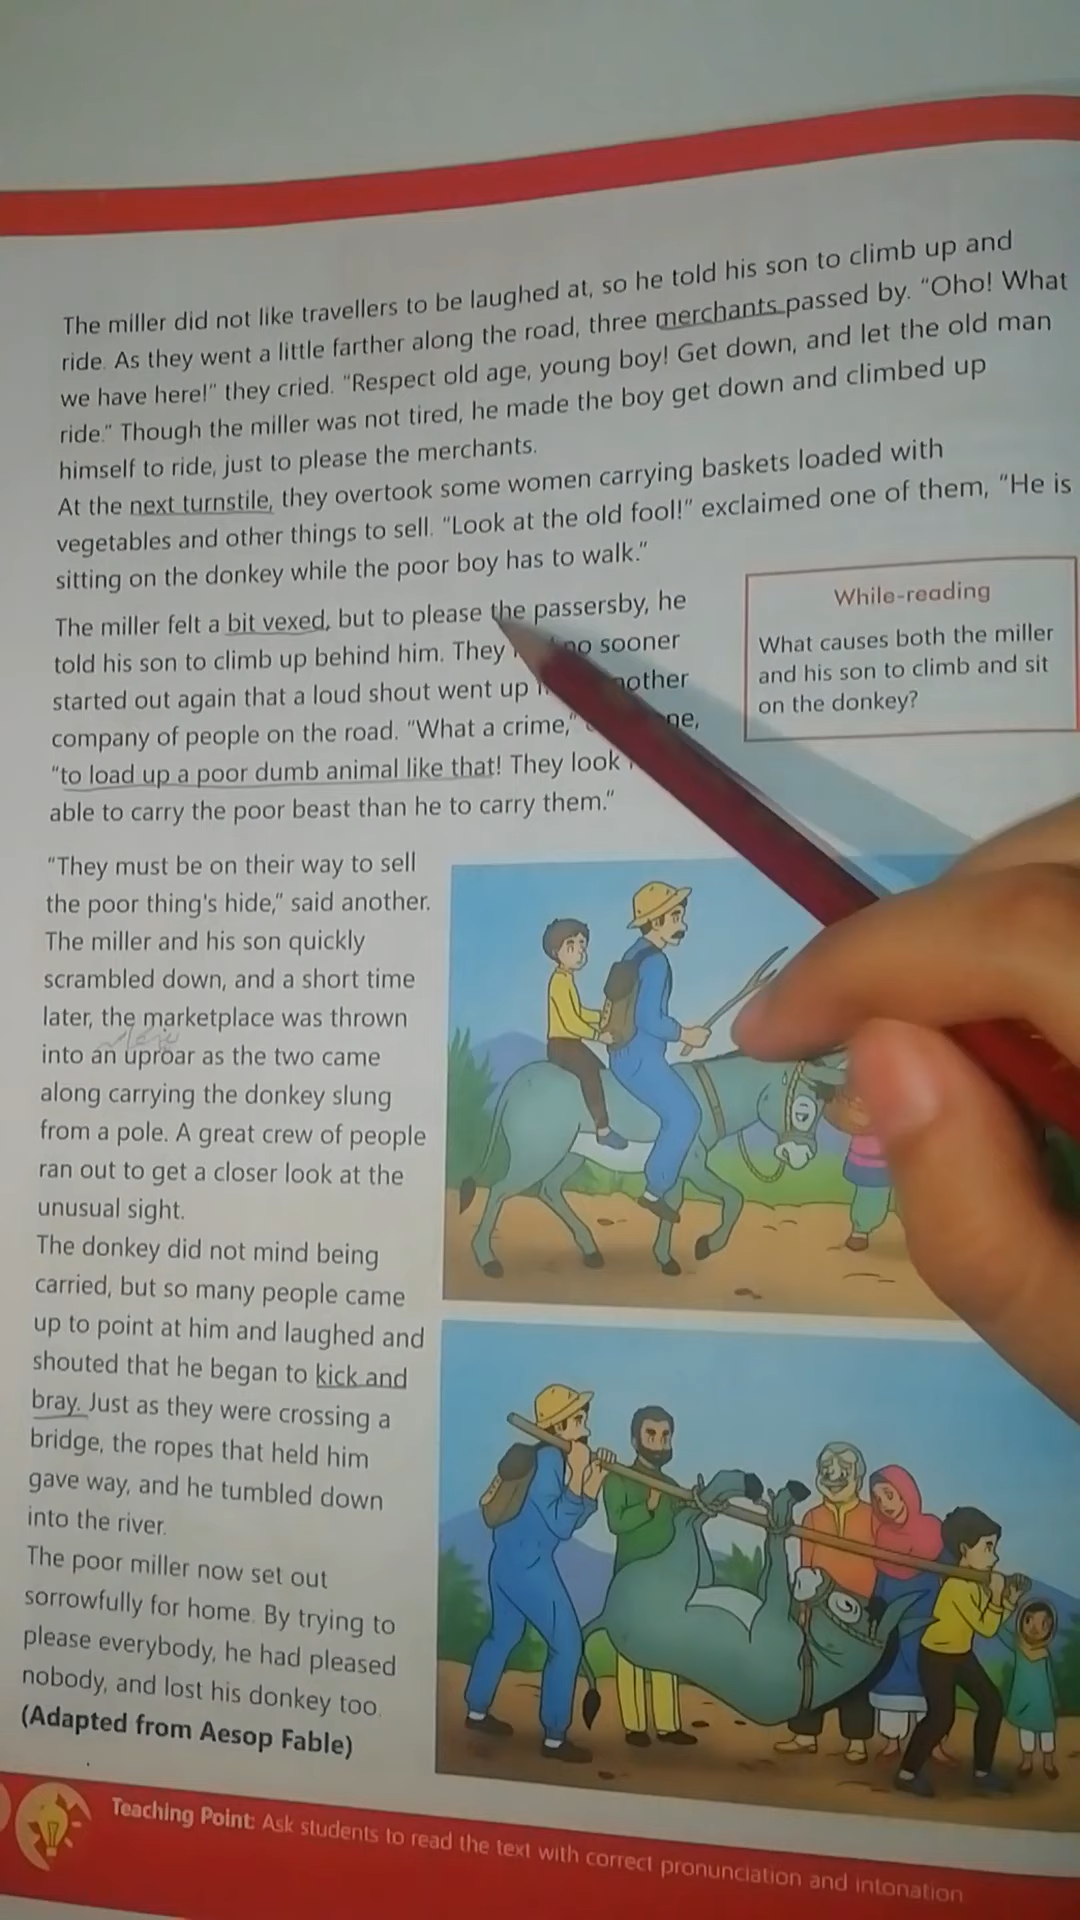 The miller did not like travellers to be laughed at, so he told his son to climb up and
ride. As they went a little farther along the road, three merchants passed by. “Oho! What
we have here!” they cried. “Respect old age, young boy! Get down, and let the old man
ride.” Though the miller was not tired, he made the boy get down and climbed up
himself to ride, just to please the merchants.
At the next turnstile, they overtook some women carrying baskets loaded with
vegetables and other things to sell. “Look at the old fool!” exclaimed one of them, “He is
sitting on the donkey while the poor boy has to walk.”
The miller felt a bit vexed, but to please the passersby, he
told his son to climb up behind him. They no sooner
started out again that a loud shout went up
company of people on the road. “What a crime,”
“to load up a poor dumb animal like that! They look
able to carry the poor beast than he to carry them.”
While-reading
What causes both the miller
and his son to climb and sit
on the donkey?
“They must be on their way to sell
the poor thing's hide,” said another.
The miller and his son quickly
scrambled down, and a short time
later, the marketplace was thrown
into an uproar as the two came
along carrying the donkey slung
from a pole. A great crew of people
ran out to get a closer look at the
unusual sight.
The donkey did not mind being
carried, but so many people came
up to point at him and laughed and
shouted that he began to kick and
bray. Just as they were crossing a
bridge, the ropes that held him
gave way, and he tumbled down
into the river.
The poor miller now set out
sorrowfully for home. By trying to
please everybody, he had pleased
nobody, and lost his donkey too.
(Adapted from Aesop Fable)
Teaching Point: Ask students to read the text with correct pronunciation and intonation